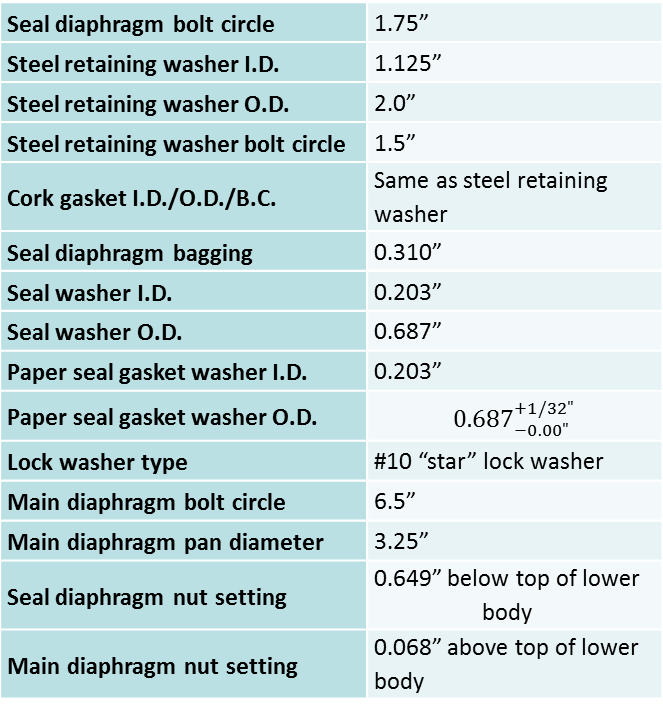 Seal diaphragm bolt circle 1.75”
Steel retaining washer I.D. 1.125”
Steel retaining washer O.D. 2.0”
Steel retaining washer bolt circle 1.5”
Cork gasket I.D./O.D./B.C. Same as steel retaining
washer
Seal diaphragm bagging 0.310”
Seal washer I.D. 0.203”
Seal washer O.D. 0.687”
Paper seal gasket washer I.D. 0.203”
Paper seal gasket washer O.D. 0.687 +1/32" −0.00"
Lock washer type #10 “star” lock washer
Main diaphragm bolt circle 6.5”
Main diaphragm pan diameter 3.25”
Seal diaphragm nut setting 0.649” below top of lower
body
Main diaphragm nut setting 0.068” above top of lower
body